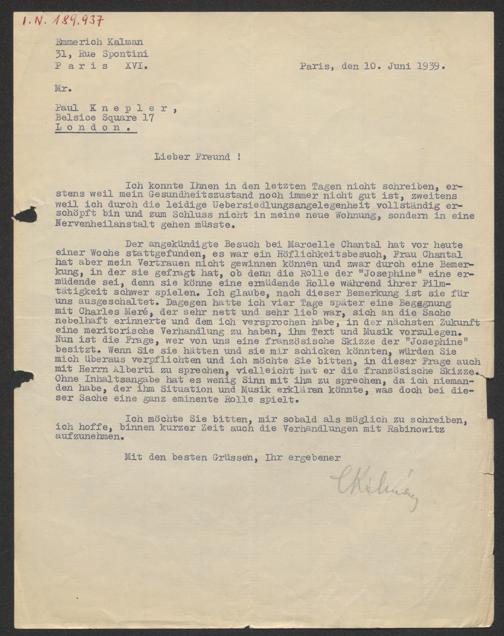 I.N. 189.937
Emmerich Kalman
31, Rue Spontini
P a r i s   XVI.
Paris, den 10. Juni 1939.
Mr.
Paul K n e p l e r ,
Belsice Square 17
L o n d o n .
Lieber Freund !
Ich konnte Ihnen in den letzten Tagen nicht schreiben, er-
stens weil mein Gesundheitszustand noch immer nicht gut ist, zweitens
weil ich durch die leidige Uebersiedlungsangelegenheit vollständig er-
schöpft bin und zum Schluss nicht in meine neue Wohnung, sondern in eine
Nervenheilanstalt gehen müsste.
Der angekündigte Besuch bei Marcelle Chantal hat vor heute
einer Woche stattgefunden, es war ein Höflichkeitsbesuch, Frau Chantal
hat aber mein Vertrauen nicht gewinnen können und zwar durch eine Bemer-
kung, in der sie gefragt hat, ob denn die Rolle der "Josephine" eine er-
müdende sei, denn sie könne eine ermüdende Rolle während ihrer Film-
tätigkeit schwer spielen. Ich glaube, nach dieser Bemerkung ist sie für
uns ausgeschaltet. Dagegen hatte ich vier Tage später eine Begegnung
mit Charles Meré, der sehr nett und sehr lieb war, sich an die Sache
nebelhaft erinnerte und dem ich versprochen habe, in der nächsten Zukunft
eine meritorische Verhandlung zu haben, ihm Text und Musik vorzulegen.
Nun ist die Frage, wer von uns eine französische Skizze der "Josephine"
besitzt. Wenn Sie sie hätten und sie mir schicken könnten, würden Sie
mich überaus verpflichten und ich möchte Sie bitten, in dieser Frage auch
mit Herrn Alberti zu sprechen, vielleicht hat er die französische Skizze.
Ohne Inhaltsangabe hat es wenig Sinn mit ihm zu sprechen, da ich nieman-
den habe, der ihm Situation und Musik erklären könnte, was doch bei die-
ser Sache eine ganz eminente Rolle spielt.
Ich möchte Sie bitten, mir sobald als möglich zu schreiben,
ich hoffe, binnen kurzer Zeit auch die Verhandlungen mit Rabinowitz
aufzunehmen.
Mit den besten Grüssen, Ihr ergebener
EKálmán